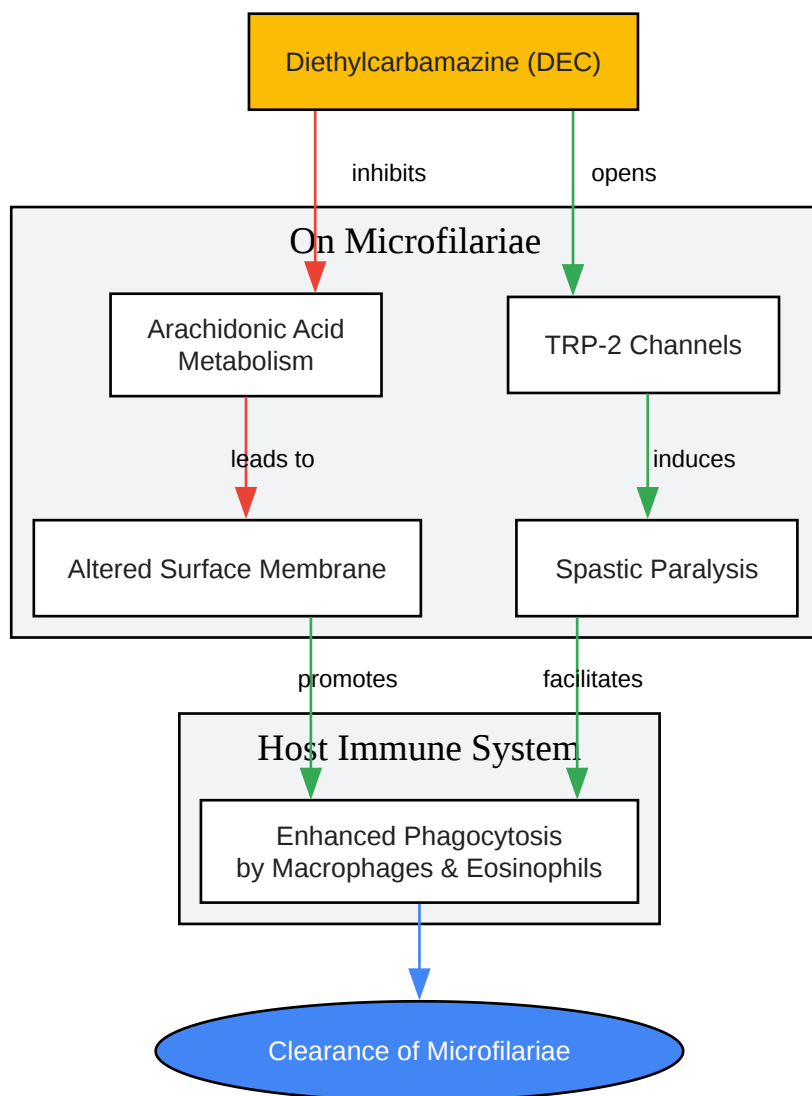 Diethylcarbamazine (DEC)
inhibits
opens
On Microfilariae
Arachidonic Acid
Metabolism
TRP-2 Channels
leads to
induces
Altered Surface Membrane
Spastic Paralysis
promotes
facilitates
Host Immune System
Enhanced Phagocytosis
by Macrophages & Eosinophils
Clearance of Microfilariae